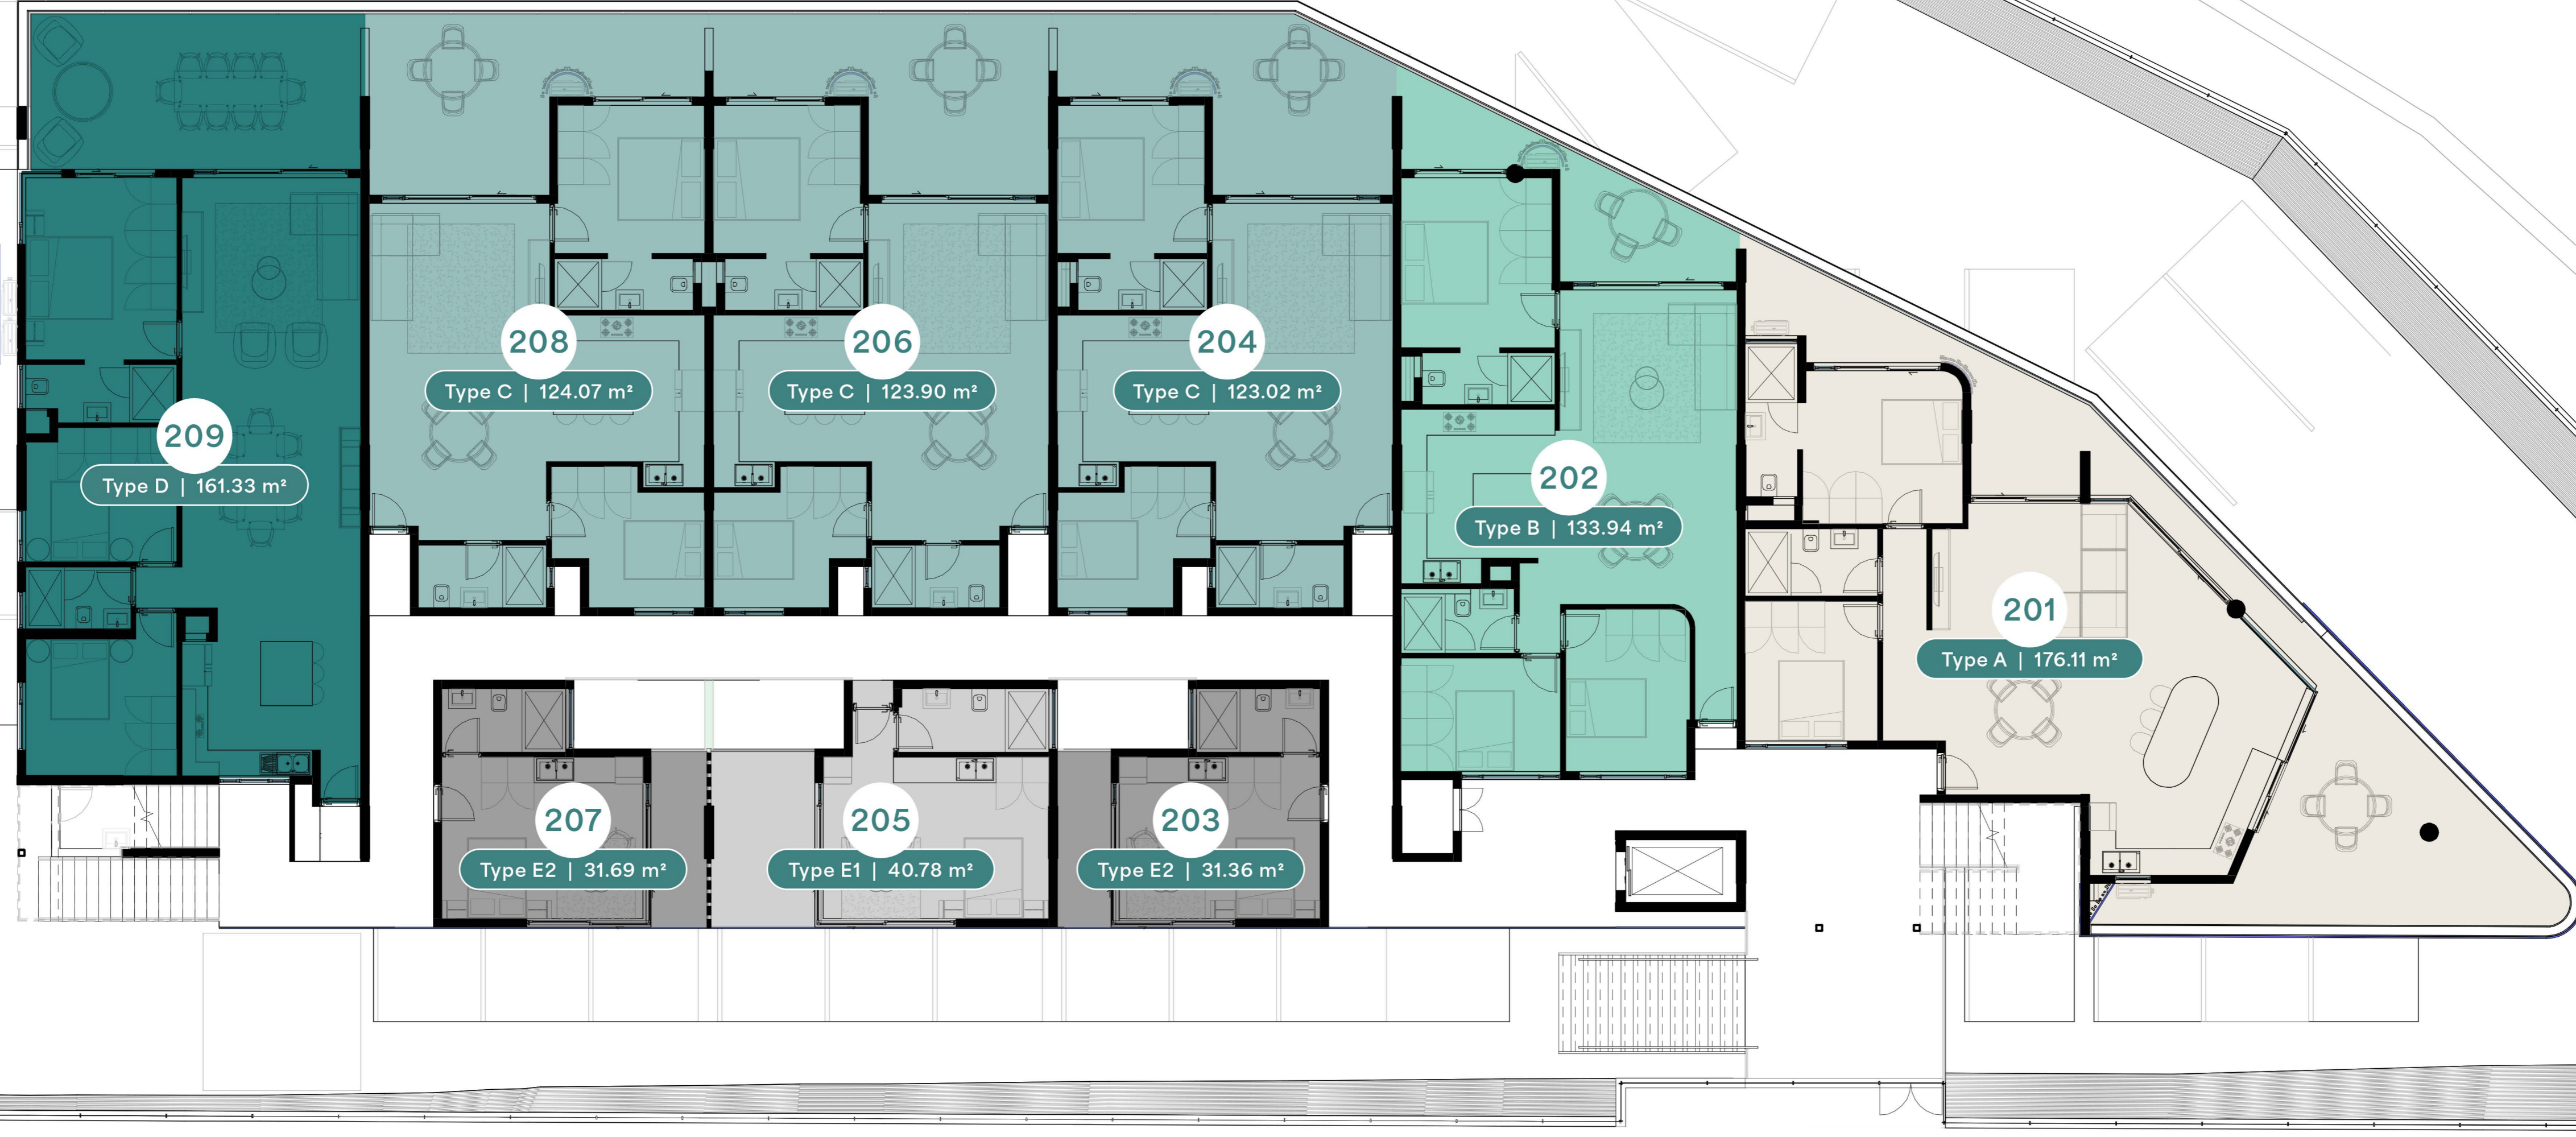 208
Type C | 124.07 m²
206
Type C | 123.90 m²
204
Type C | 123.02 m²
209
Type D | 161.33 m²
202
Type B | 133.94 m²
201
Type A | 176.11 m²
207
Type E2 | 31.69 m²
205
Type E1 | 40.78 m²
203
Type E2 | 31.36 m²